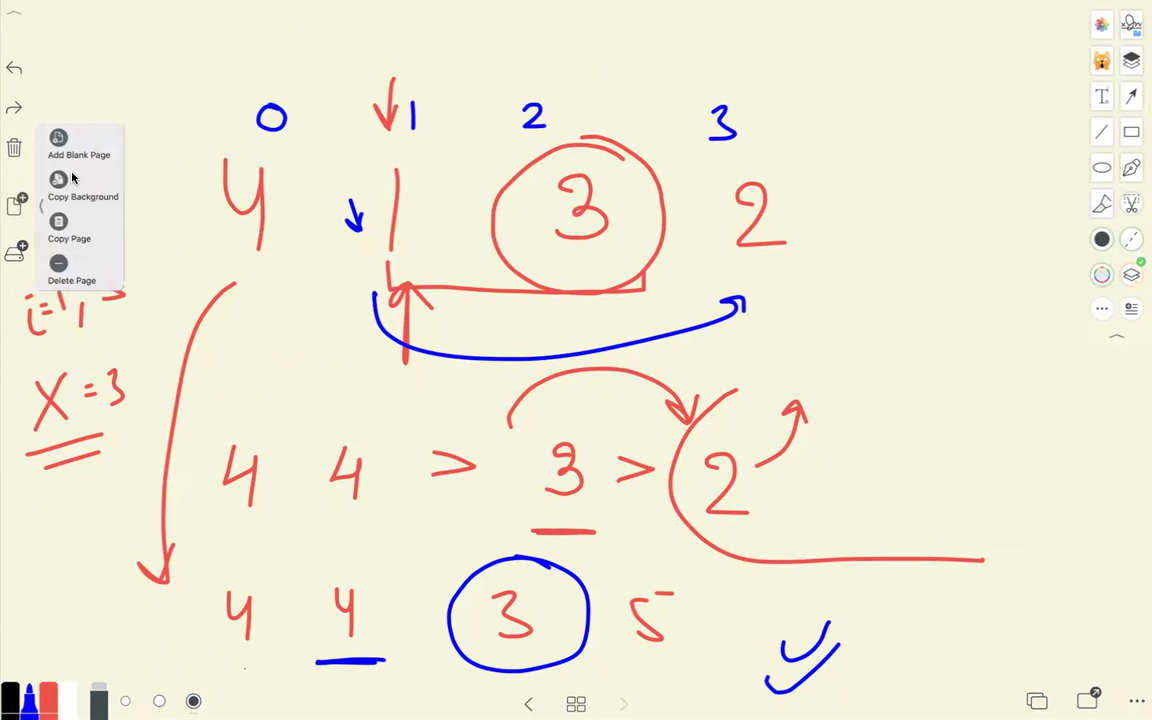 0 1 2 3
4 1 3 2
Add Blank Page
Copy Background
Copy Page
Delete Page
X = 3
4 4 > 3 > 2
4 4 3 5